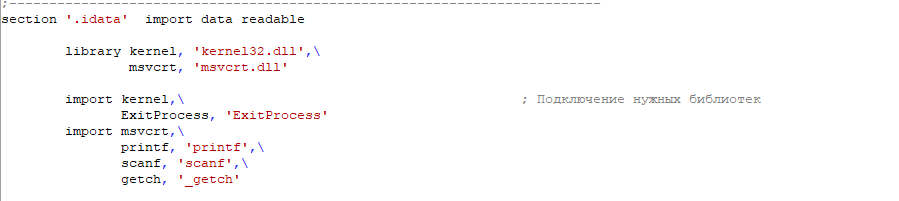 ;--------------------------------------------------------------------------
section '.idata'  import data readable
library kernel, 'kernel32.dll',\
msvcrt, 'msvcrt.dll'
import kernel,\ ; Подключение нужных библиотек
ExitProcess, 'ExitProcess'
import msvcrt,\
printf, 'printf',\
scanf, 'scanf',\
getch, '_getch'